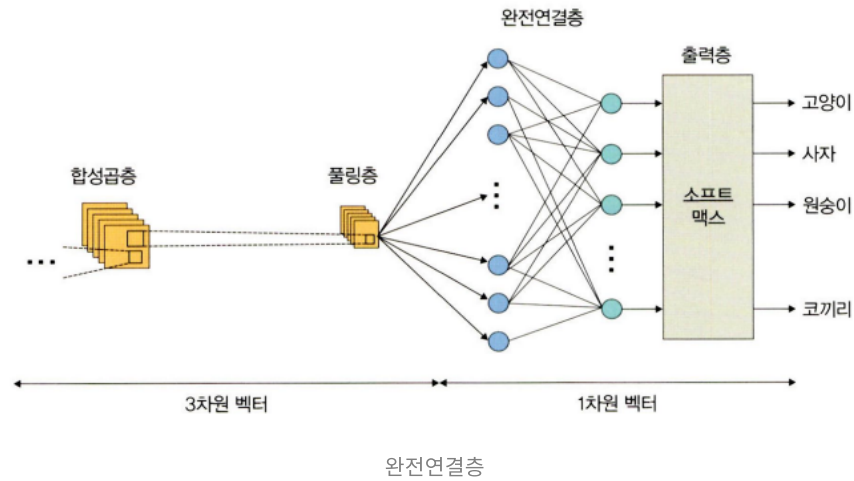 완전연결층
출력층
고양이
사자
합성곱층
풀링층
소프트
맥스
원숭이
코끼리
3차원 벡터
1차원 벡터
완전연결층